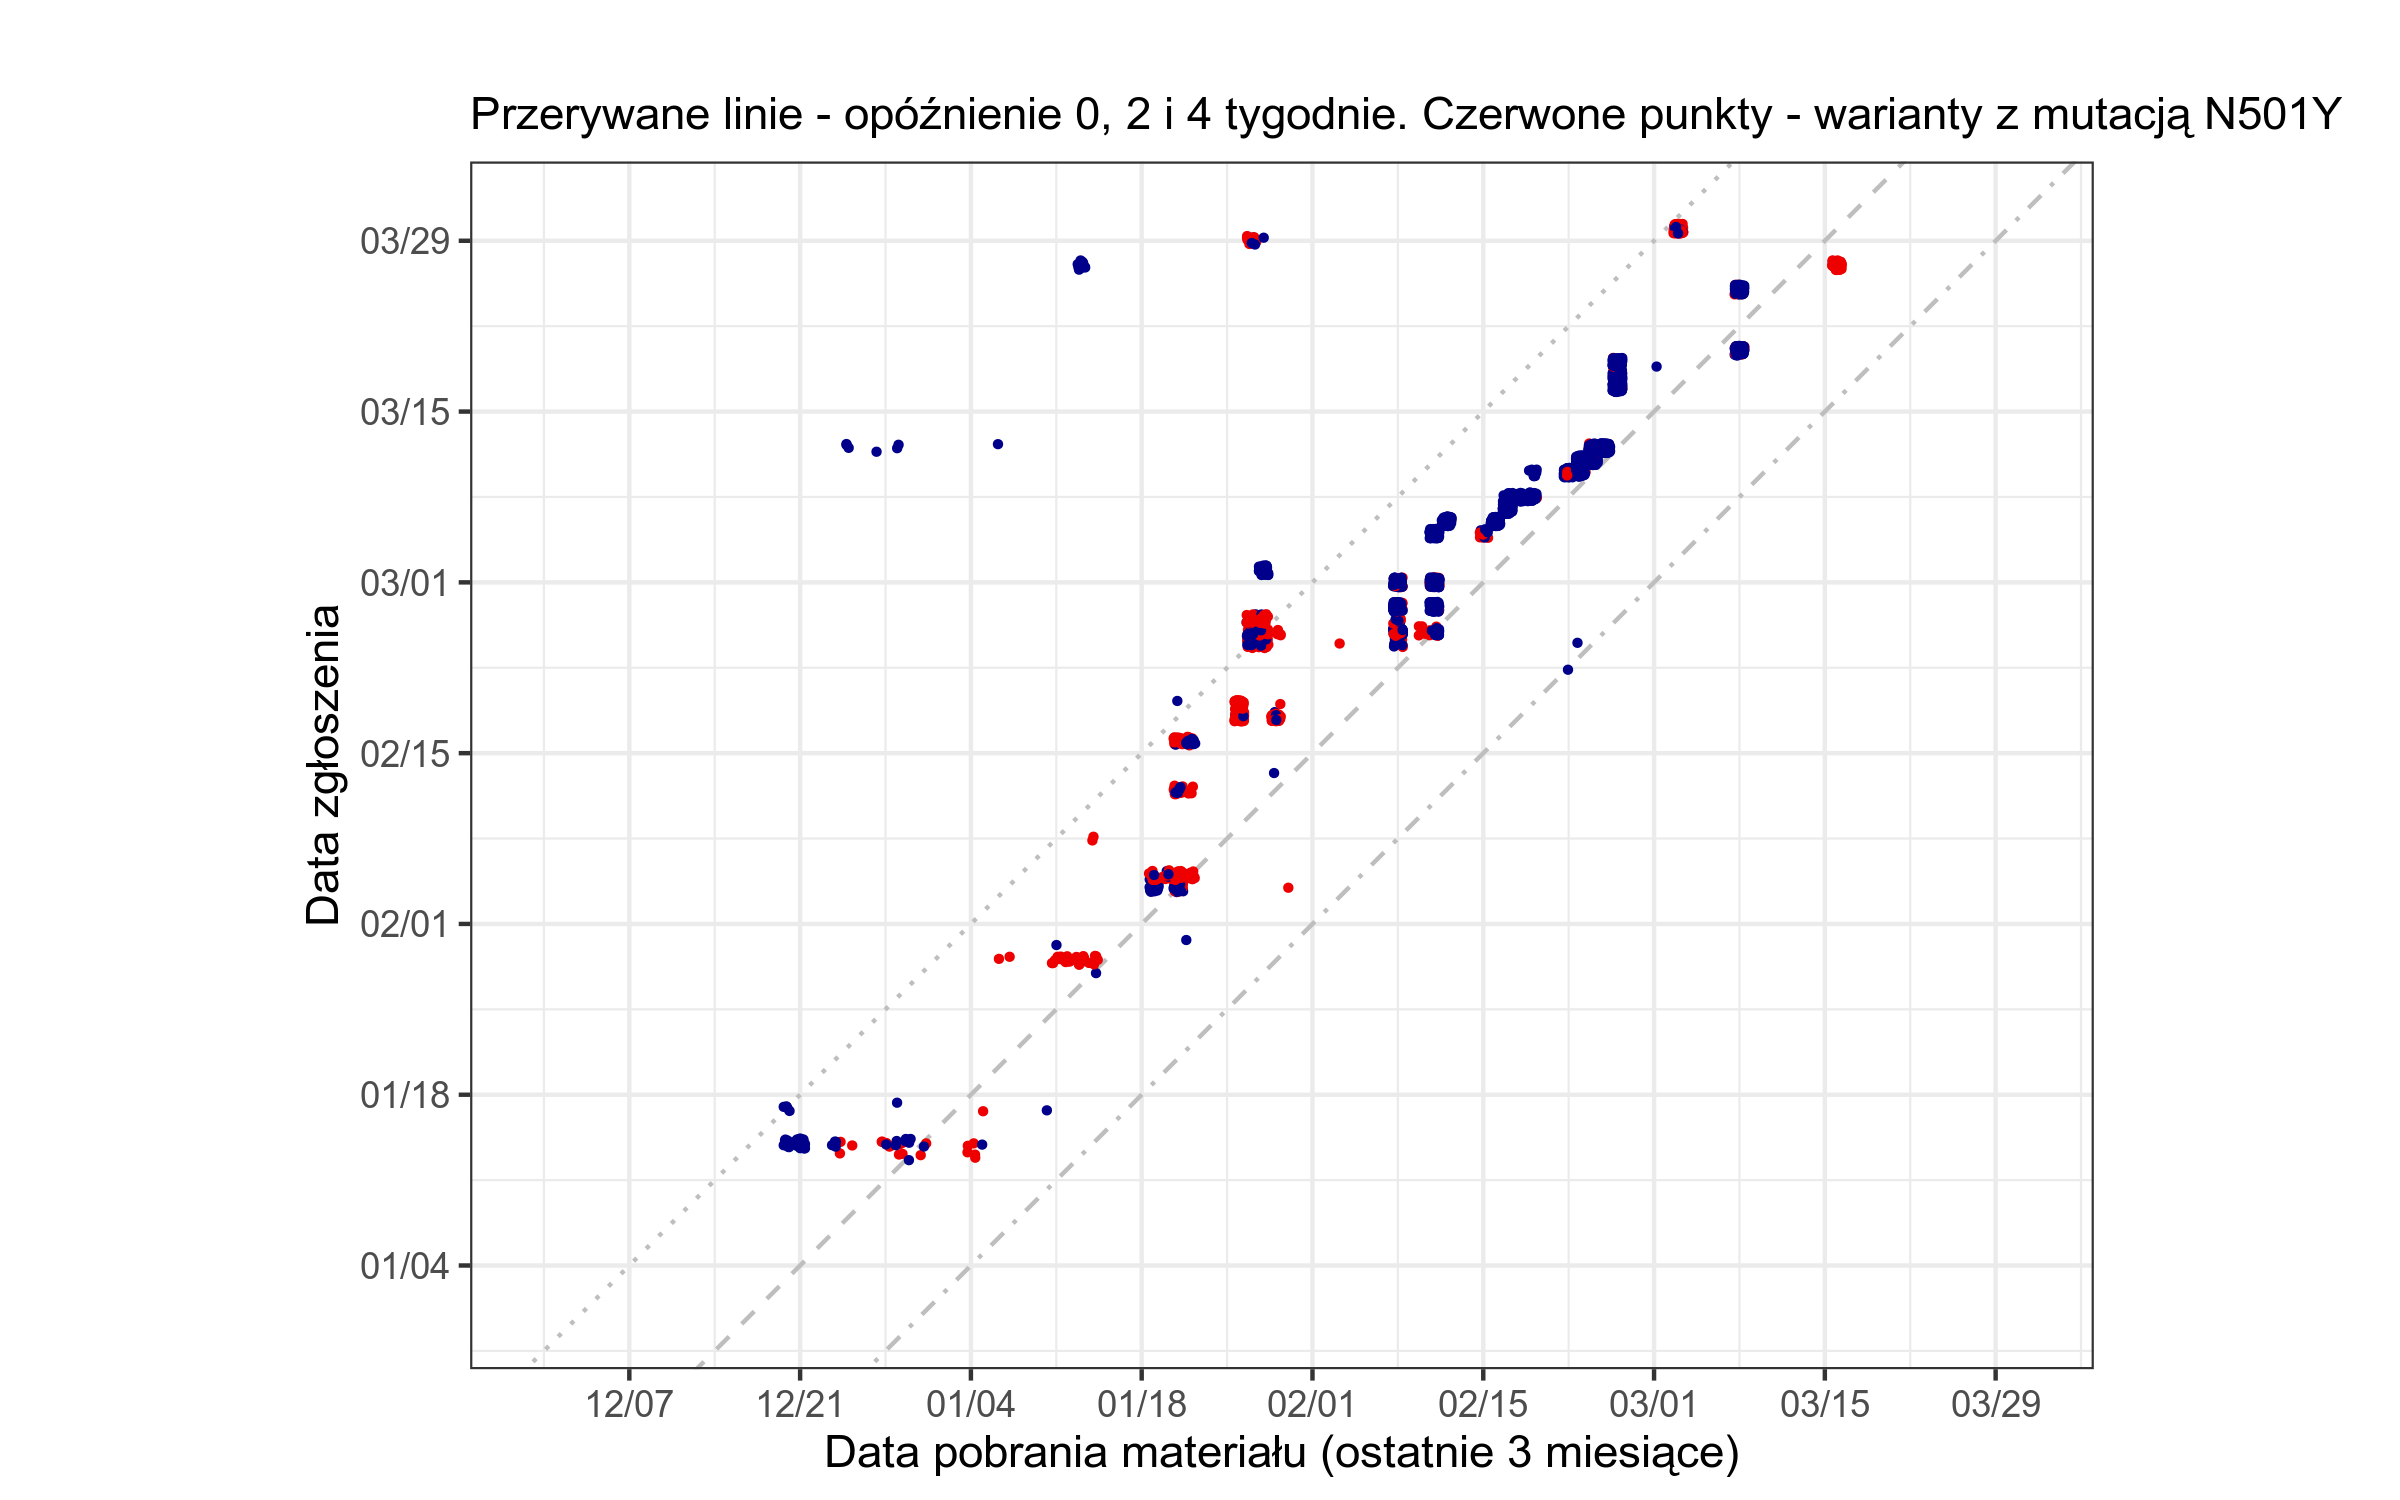 Przerywane linie - opóźnienie 0, 2 i 4 tygodnie. Czerwone punkty - warianty z mutacją N501Y
Data zgłoszenia
03/29
03/15
03/01
02/15
02/01
01/18
01/04
12/07 12/21 01/04 01/18 02/01 02/15 03/01 03/15 03/29
Data pobrania materiału (ostatnie 3 miesiące)